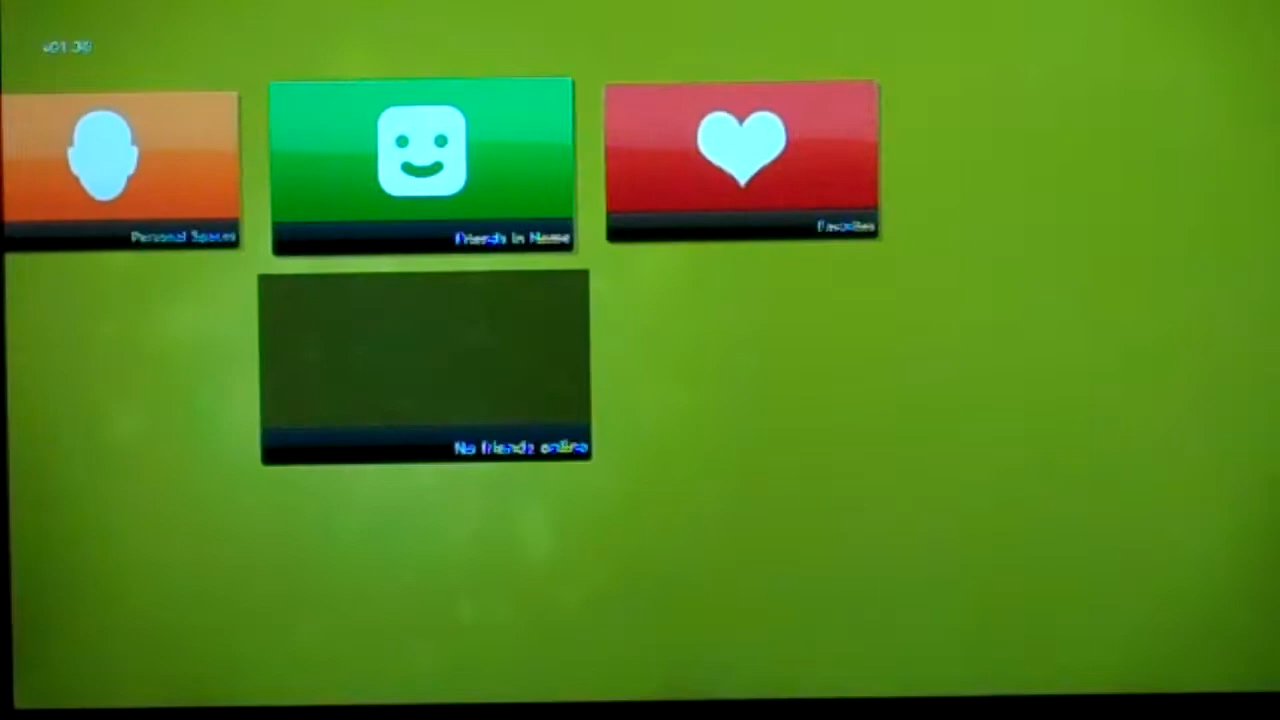 Personal Spaces
Friends in Home
Favorites
No friends online